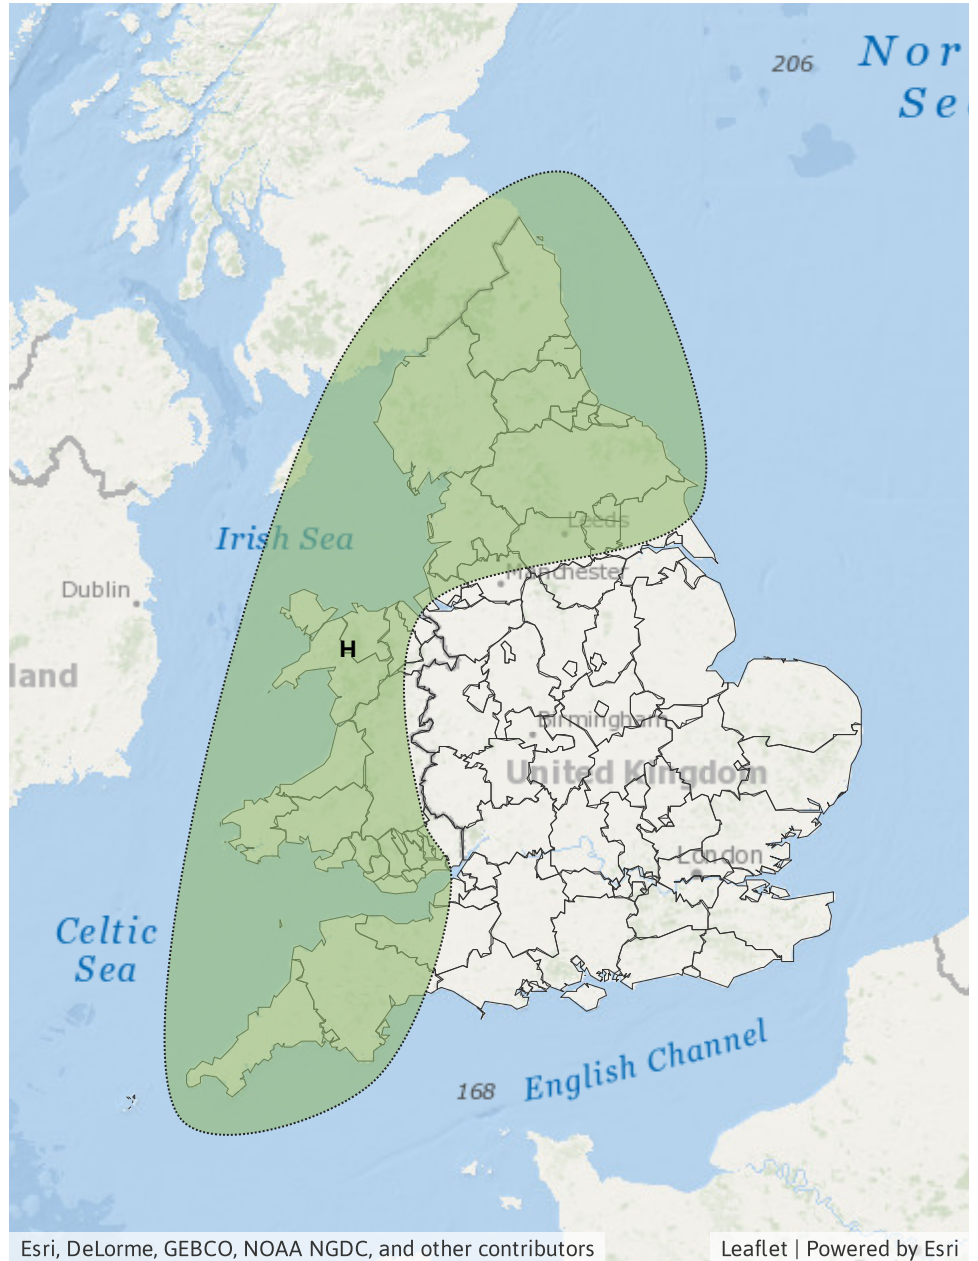 Nor
206
Se
Leeds
Irish Sea
Manchester
Dublin
H
land
Birmingham
United Kingdom
London
Celtic
Sea
English Channel
168
Esri, DeLorme, GEBCO, NOAA NGDC, and other contributors
Leaflet | Powered by Esri